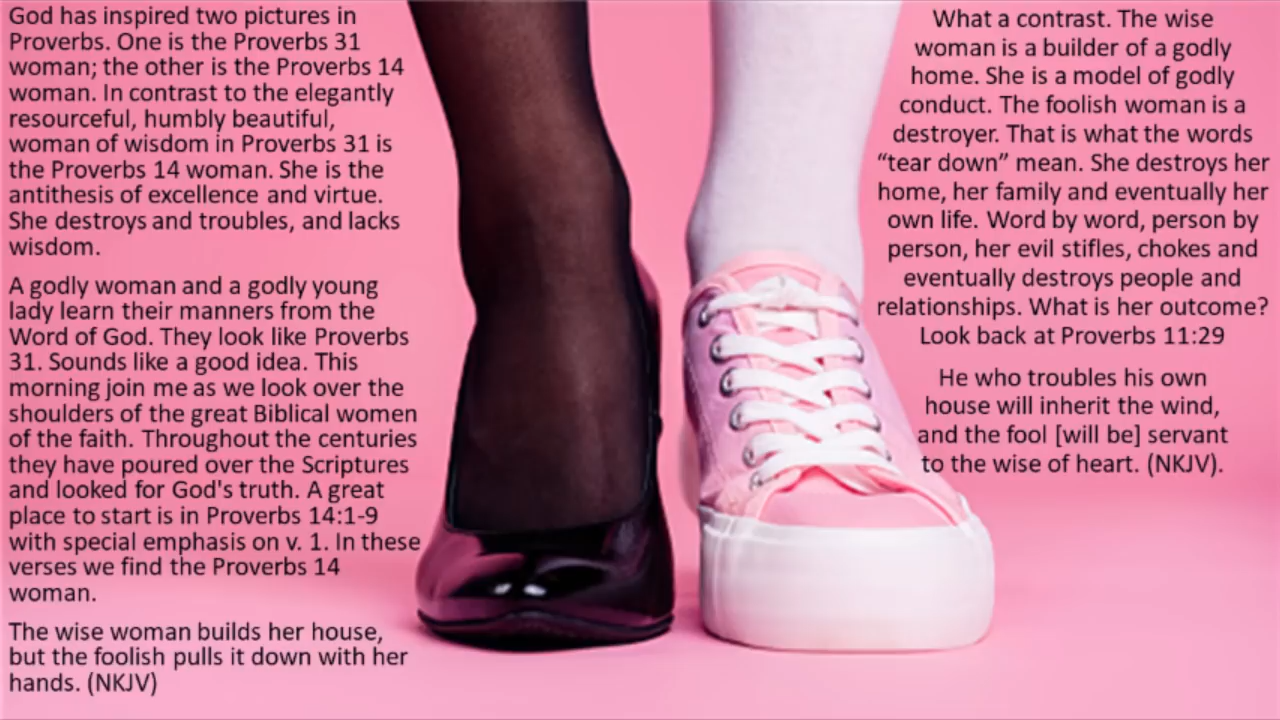 God has inspired two pictures in
Proverbs. One is the Proverbs 31
woman; the other is the Proverbs 14
woman. In contrast to the elegantly
resourceful, humbly beautiful,
woman of wisdom in Proverbs 31 is
the Proverbs 14 woman. She is the
antithesis of excellence and virtue.
She destroys and troubles, and lacks
wisdom.
A godly woman and a godly young
lady learn their manners from the
Word of God. They look like Proverbs
31. Sounds like a good idea. This
morning join me as we look over the
shoulders of the great Biblical women
of the faith. Throughout the centuries
they have poured over the Scriptures
and looked for God's truth. A great
place to start is in Proverbs 14:1-9
with special emphasis on v. 1. In these
verses we find the Proverbs 14
woman.
The wise woman builds her house,
but the foolish pulls it down with her
hands. (NKJV)
What a contrast. The wise
woman is a builder of a godly
home. She is a model of godly
conduct. The foolish woman is a
destroyer. That is what the words
“tear down” mean. She destroys her
home, her family and eventually her
own life. Word by word, person by
person, her evil stifles, chokes and
eventually destroys people and
relationships. What is her outcome?
Look back at Proverbs 11:29
He who troubles his own
house will inherit the wind,
and the fool [will be] servant
to the wise of heart. (NKJV).